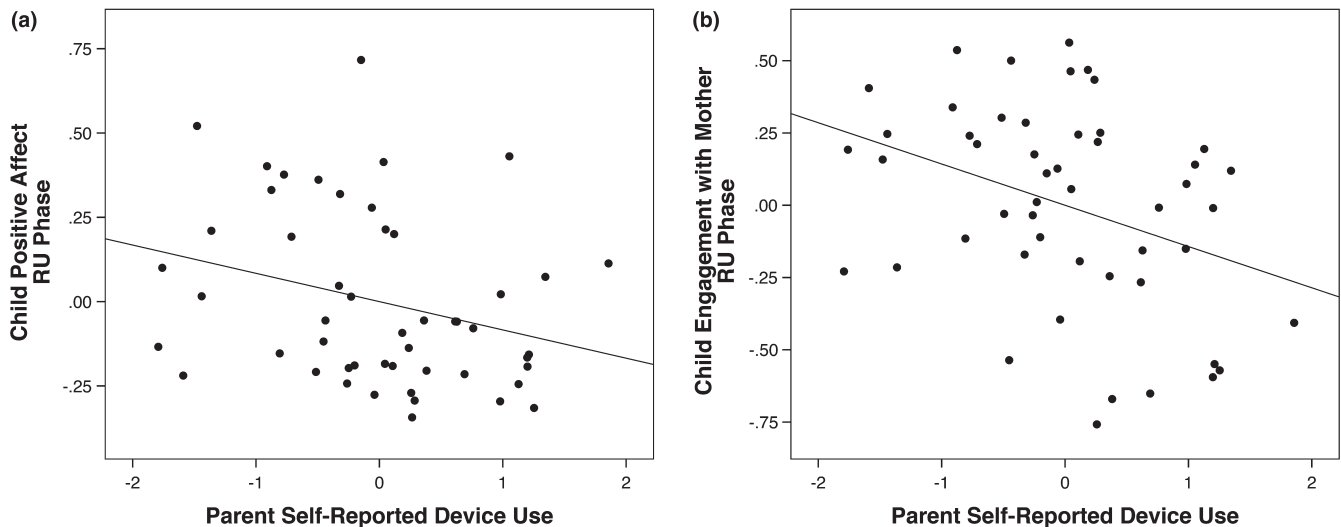 (a)
Child Positive Affect
RU Phase
.75
.50
.25
.00
-.25
-2
-1
0
1
2
Parent Self-Reported Device Use
(b)
Child Engagement with Mother
RU Phase
.50
.25
.00
-.25
-.50
-.75
-2
-1
0
1
2
Parent Self-Reported Device Use